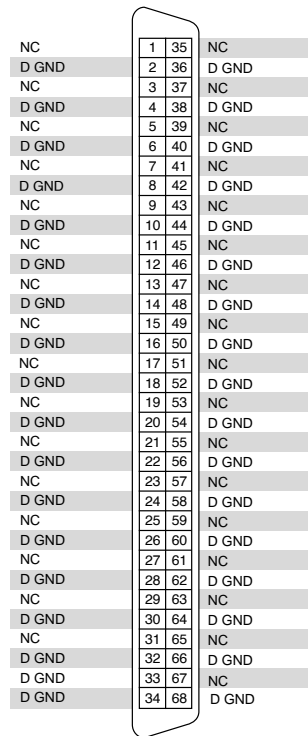 NC 1 35 NC
D GND 2 36 D GND
NC 3 37 NC
D GND 4 38 D GND
NC 5 39 NC
D GND 6 40 D GND
NC 7 41 NC
D GND 8 42 D GND
NC 9 43 NC
D GND 10 44 D GND
NC 11 45 NC
D GND 12 46 D GND
NC 13 47 NC
D GND 14 48 D GND
NC 15 49 NC
D GND 16 50 D GND
NC 17 51 NC
D GND 18 52 D GND
NC 19 53 NC
D GND 20 54 D GND
NC 21 55 NC
D GND 22 56 D GND
NC 23 57 NC
D GND 24 58 D GND
NC 25 59 NC
D GND 26 60 D GND
NC 27 61 NC
D GND 28 62 D GND
NC 29 63 NC
D GND 30 64 D GND
NC 31 65 NC
D GND 32 66 D GND
D GND 33 67 NC
D GND 34 68 D GND